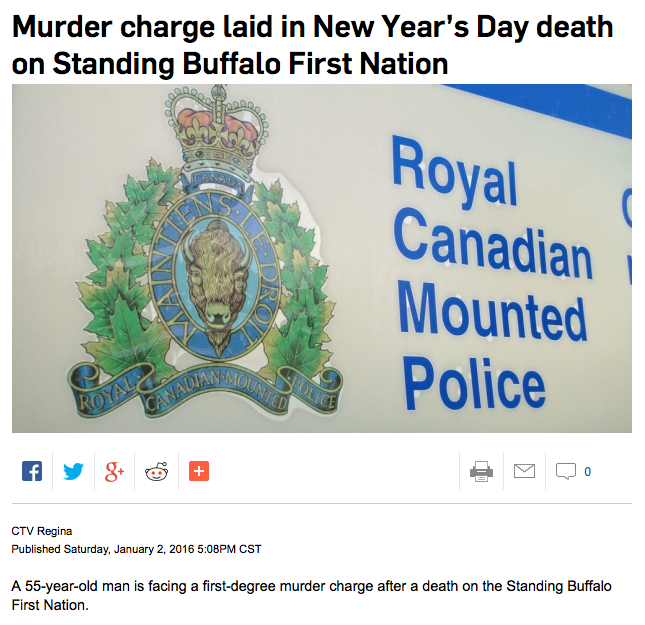 Murder charge laid in New Year’s Day death
on Standing Buffalo First Nation
CANADA
MAINTIENS LE DROIT
ROYAL CANADIAN MOUNTED POLICE
Royal
Canadian
Mounted
Police
0
CTV Regina
Published Saturday, January 2, 2016 5:08PM CST
A 55-year-old man is facing a first-degree murder charge after a death on the Standing Buffalo
First Nation.